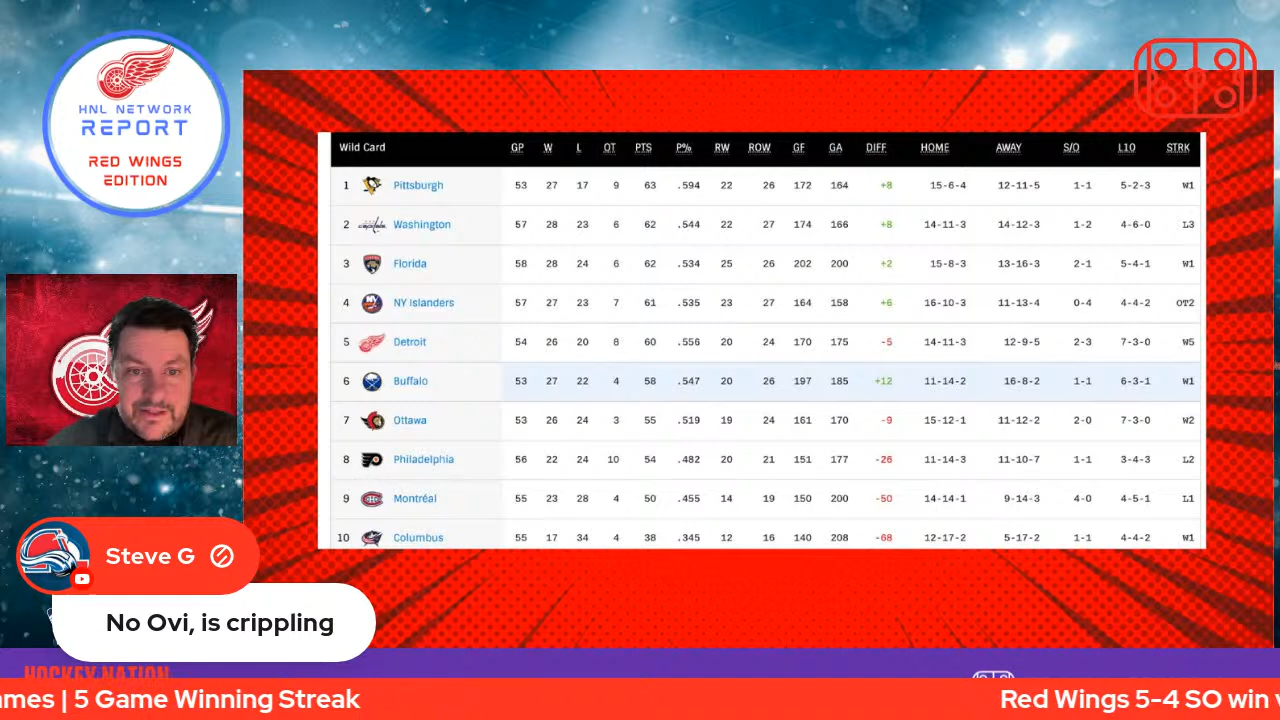 HNL NETWORK
REPORT
RED WINGS
EDITION
Wild Card GP W L OT PTS P% RW ROW GF GA DIFF HOME AWAY S/O L10 STRK
1 Pittsburgh 53 27 17 9 63 .594 22 26 172 164 +8 15-6-4 12-11-5 1-1 5-2-3 W1
2 Washington 57 28 23 6 62 .544 22 27 174 166 +8 14-11-3 14-12-3 1-2 4-6-0 L3
3 Florida 58 28 24 6 62 .534 25 26 202 200 +2 15-8-3 13-16-3 2-1 5-4-1 W1
4 NY Islanders 57 27 23 7 61 .535 23 27 164 158 +6 16-10-3 11-13-4 0-4 4-4-2 OT2
5 Detroit 54 26 20 8 60 .556 20 24 170 175 -5 14-11-3 12-9-5 2-3 7-3-0 W5
6 Buffalo 53 27 22 4 58 .547 20 26 197 185 +12 11-14-2 16-8-2 1-1 6-3-1 W1
7 Ottawa 53 26 24 3 55 .519 19 24 161 170 -9 15-12-1 11-12-2 2-0 7-3-0 W2
8 Philadelphia 56 22 24 10 54 .482 20 21 151 177 -26 11-14-3 11-10-7 1-1 3-4-3 L2
9 Montréal 55 23 28 4 50 .455 14 19 150 200 -50 14-14-1 9-14-3 4-0 4-5-1 L1
10 Columbus 55 17 34 4 38 .345 12 16 140 208 -68 12-17-2 5-17-2 1-1 4-4-2 W1
Steve G
No Ovi, is crippling
HOCKEY NATION
ames | 5 Game Winning Streak Red Wings 5-4 SO win v